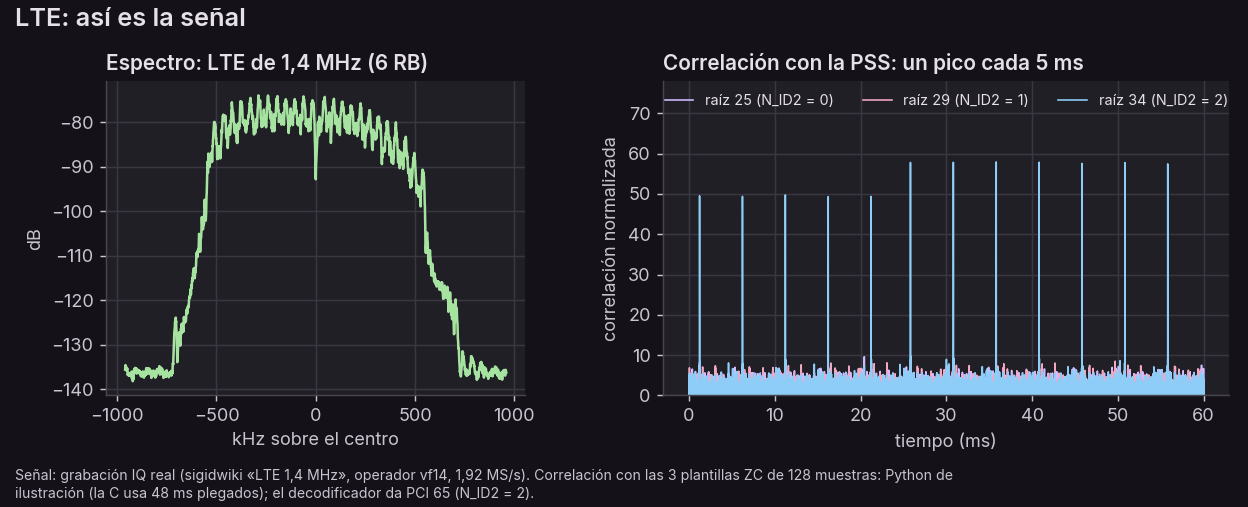 LTE: así es la señal
Espectro: LTE de 1,4 MHz (6 RB)
−80
−90
−100
−110
−120
−130
−140
dB
−1000
−500
0
500
1000
kHz sobre el centro
Correlación con la PSS: un pico cada 5 ms
raíz 25 (N_ID2 = 0)
raíz 29 (N_ID2 = 1)
raíz 34 (N_ID2 = 2)
70
60
50
40
30
20
10
0
correlación normalizada
0
10
20
30
40
50
60
tiempo (ms)
Señal: grabación IQ real (sigidwiki «LTE 1,4 MHz», operador vf14, 1,92 MS/s). Correlación con las 3 plantillas ZC de 128 muestras: Python de
ilustración (la C usa 48 ms plegados); el decodificador da PCI 65 (N_ID2 = 2).